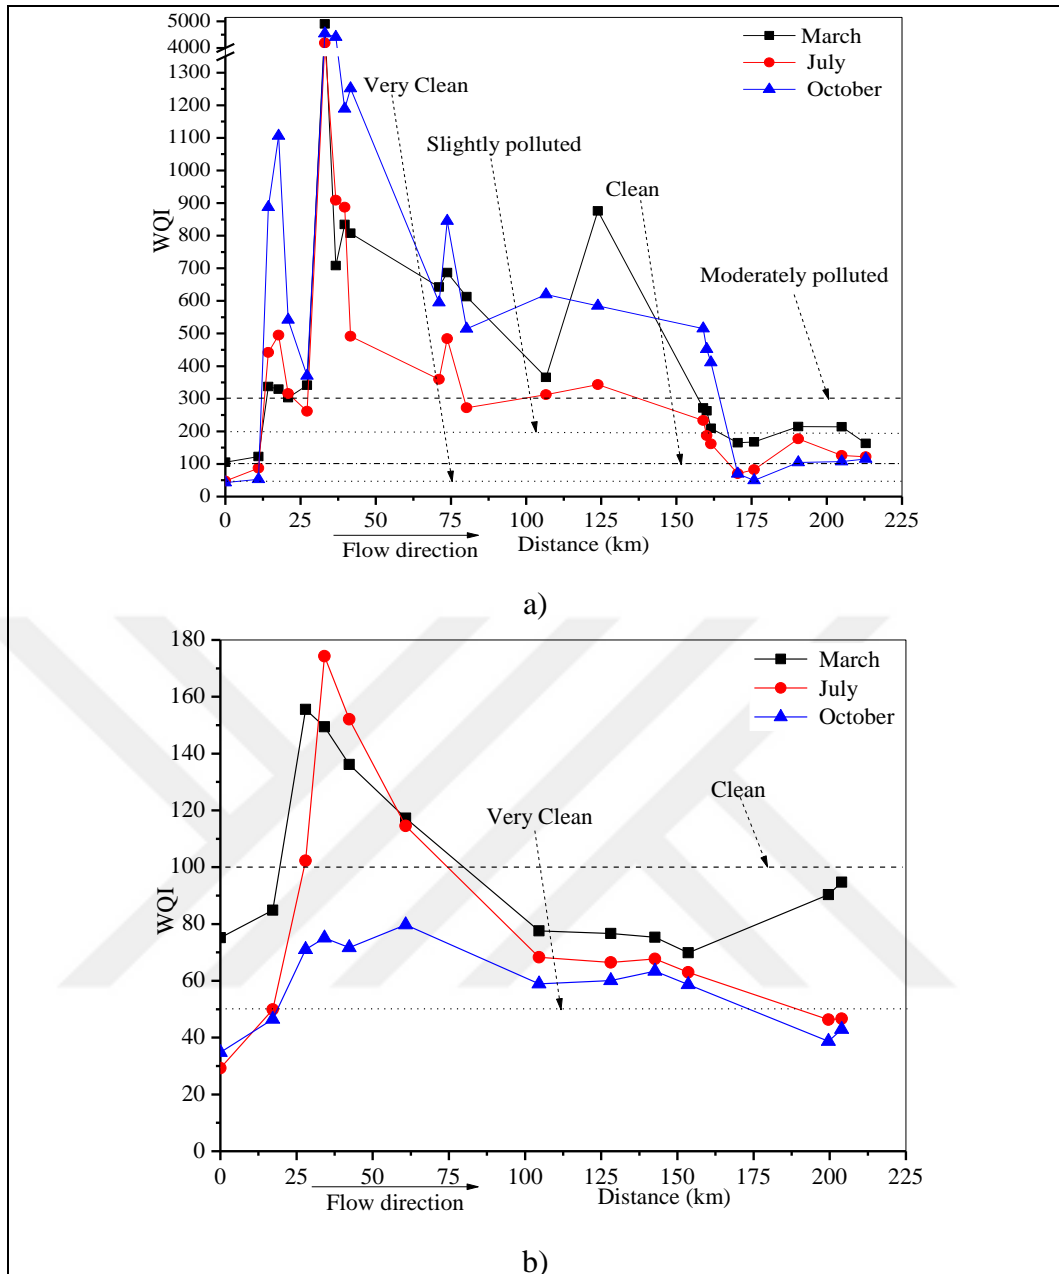 5000
4000
1300
1200
1100
1000
900
800
700
600
500
400
300
200
100
0
WQI
March
July
October
Very Clean
Slightly polluted
Clean
Moderately polluted
0 25 50 75 100 125 150 175 200 225
Flow direction Distance (km)
a)
180
160
140
120
100
80
60
40
20
0
WQI
March
July
October
Clean
Very Clean
0 25 50 75 100 125 150 175 200 225
Flow direction Distance (km)
b)